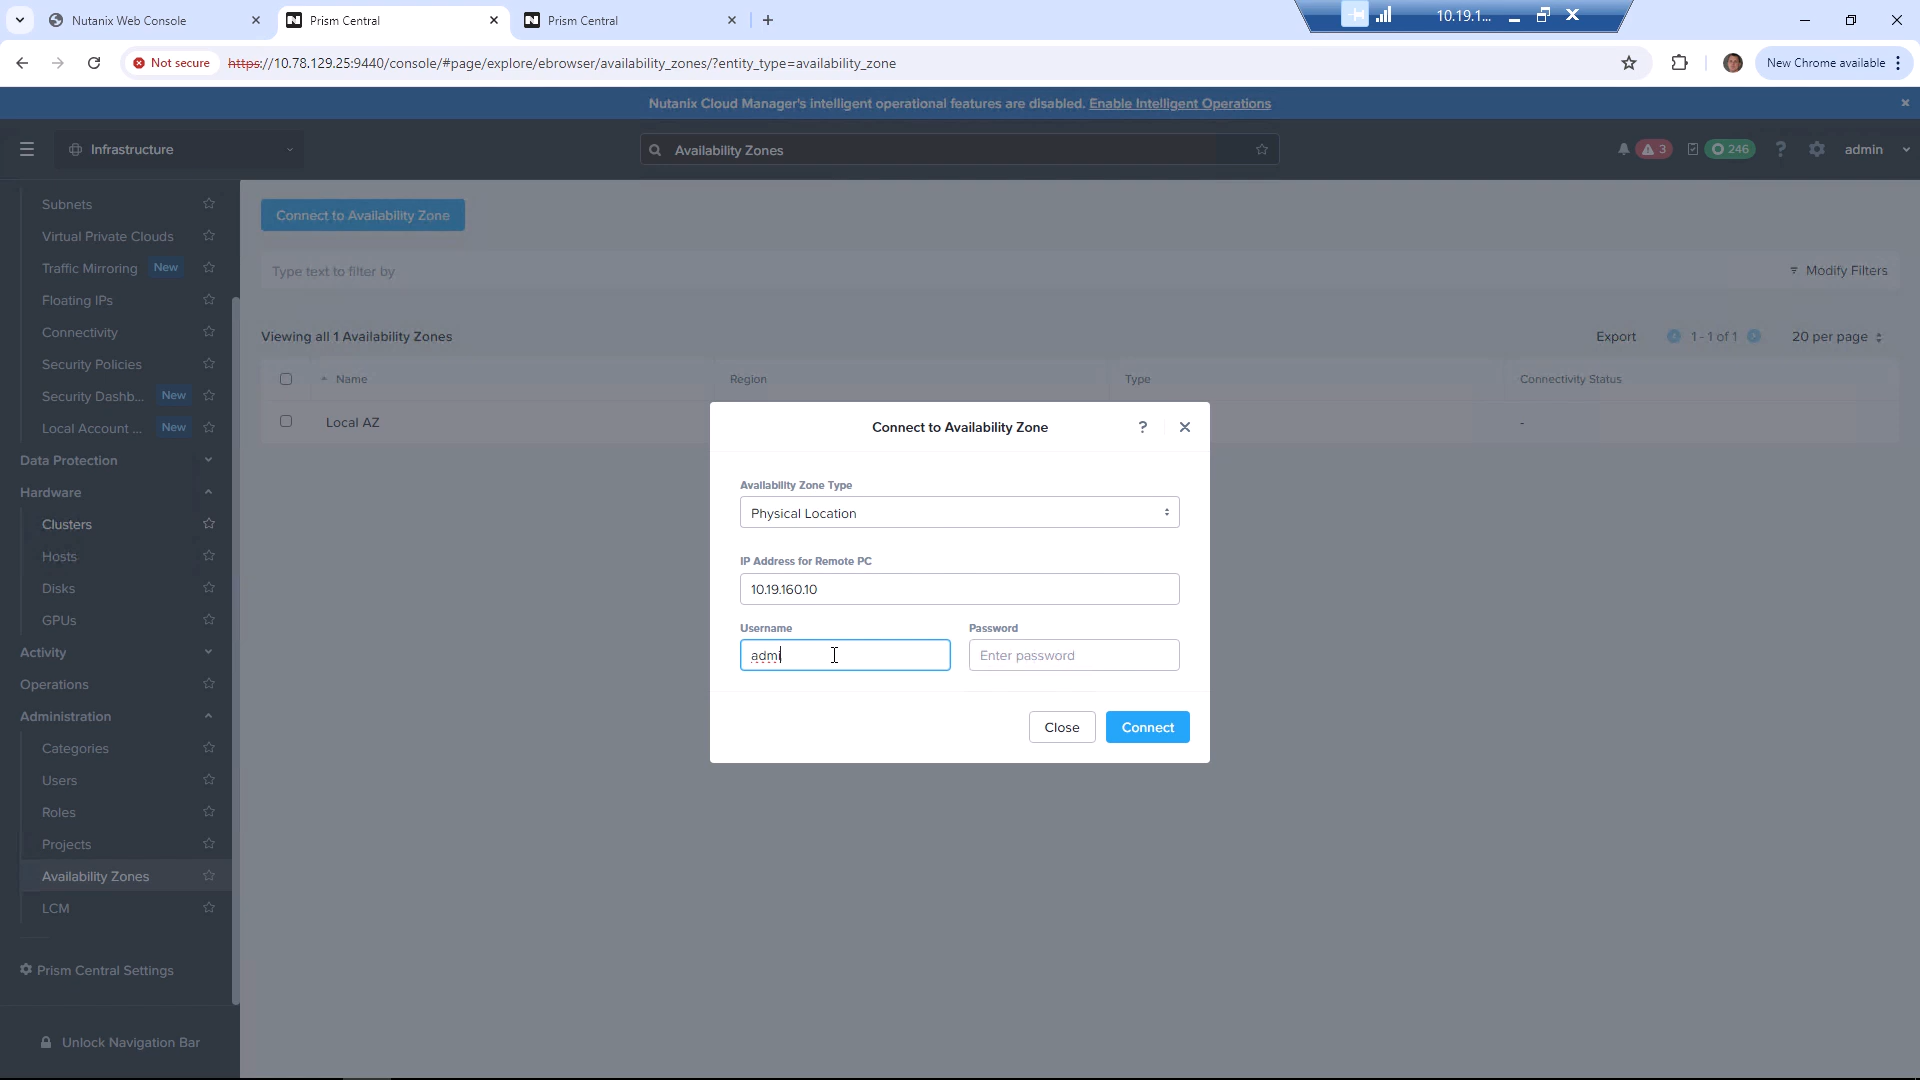 Nutanix Web Console
Prism Central
Prism Central
10.19.1...
Not secure
https://10.78.129.25:9440/console/#page/explore/ebrowser/availability_zones/?entity_type=availability_zone
New Chrome available
Nutanix Cloud Manager's intelligent operational features are disabled. Enable Intelligent Operations
Infrastructure
Availability Zones
3
246
?
admin
Subnets
Virtual Private Clouds
Traffic Mirroring New
Floating IPs
Connectivity
Security Policies
Security Dashb... New
Local Account ... New
Data Protection
Hardware
Clusters
Hosts
Disks
GPUs
Activity
Operations
Administration
Categories
Users
Roles
Projects
Availability Zones
LCM
Prism Central Settings
Unlock Navigation Bar
Connect to Availability Zone
Type text to filter by
Modify Filters
Viewing all 1 Availability Zones
Export
1 - 1 of 1
20 per page
Name
Region
Type
Connectivity Status
Local AZ
-
Connect to Availability Zone
?
Availability Zone Type
Physical Location
IP Address for Remote PC
10.19.160.10
Username
Password
admi
Enter password
Close
Connect